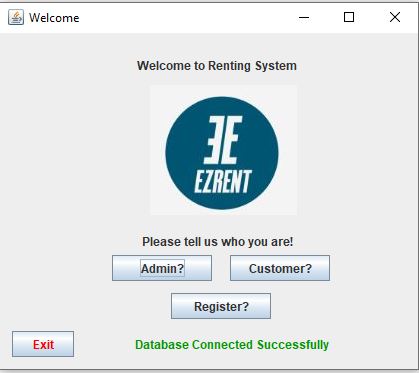 Welcome
Welcome to Renting System
EE
EZRENT
Please tell us who you are!
Admin? Customer?
Register?
Exit Database Connected Successfully